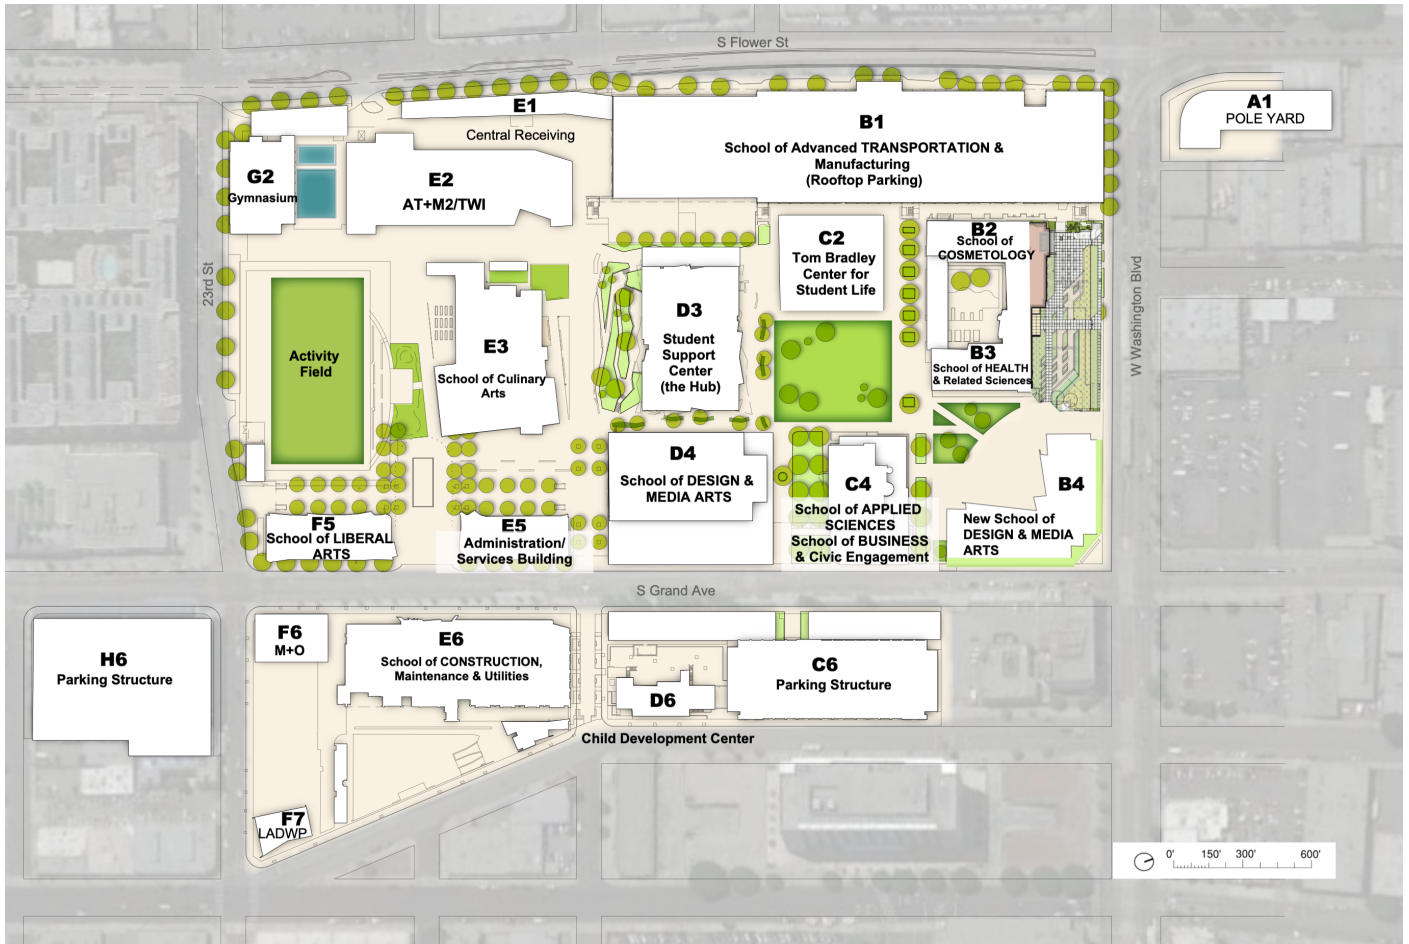 S Flower St
E1
Central Receiving
A1
POLE YARD
B1
School of Advanced TRANSPORTATION &
Manufacturing
(Rooftop Parking)
G2
Gymnasium
E2
AT+M2/TWI
C2
Tom Bradley
Center for
Student Life
B2
School of
COSMETOLOGY
23rd St
W Washington Blvd
Activity
Field
E3
School of Culinary
Arts
D3
Student
Support
Center
(the Hub)
B3
School of HEALTH
& Related Sciences
D4
School of DESIGN &
MEDIA ARTS
C4
School of APPLIED
SCIENCES
School of BUSINESS
& Civic Engagement
B4
New School of
DESIGN & MEDIA
ARTS
F5
School of LIBERAL
ARTS
E5
Administration/
Services Building
S Grand Ave
H6
Parking Structure
F6
M+O
E6
School of CONSTRUCTION,
Maintenance & Utilities
D6
Child Development Center
C6
Parking Structure
F7
LADWP
0' 150' 300' 600'